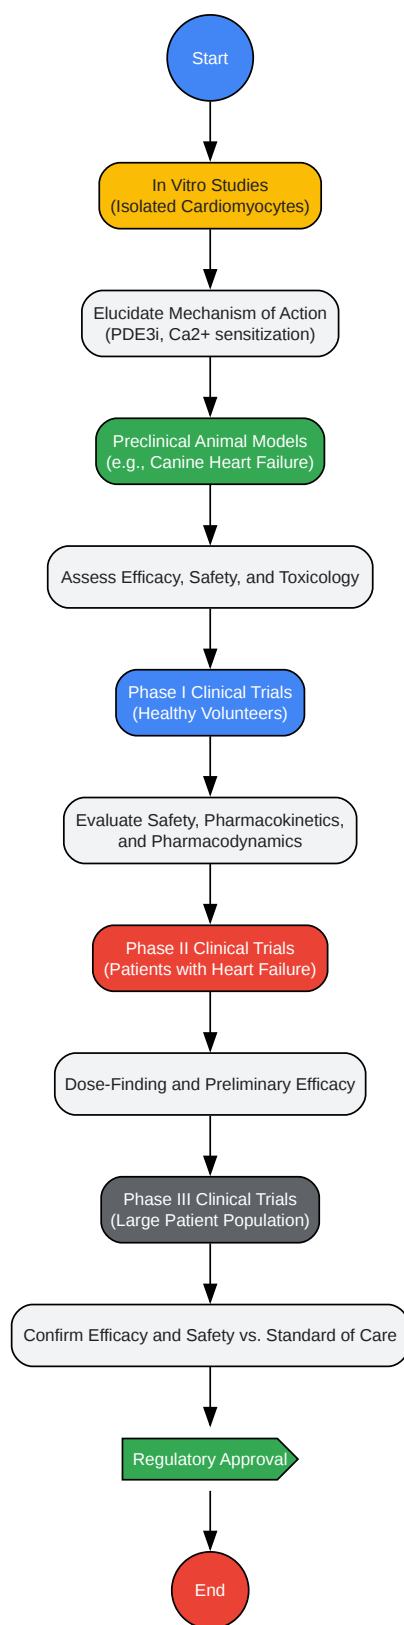 Start
In Vitro Studies
(Isolated Cardiomyocytes)
Elucidate Mechanism of Action
(PDE3i, Ca2+ sensitization)
Preclinical Animal Models
(e.g., Canine Heart Failure)
Assess Efficacy, Safety, and Toxicology
Phase I Clinical Trials
(Healthy Volunteers)
Evaluate Safety, Pharmacokinetics,
and Pharmacodynamics
Phase II Clinical Trials
(Patients with Heart Failure)
Dose-Finding and Preliminary Efficacy
Phase III Clinical Trials
(Large Patient Population)
Confirm Efficacy and Safety vs. Standard of Care
Regulatory Approval
End